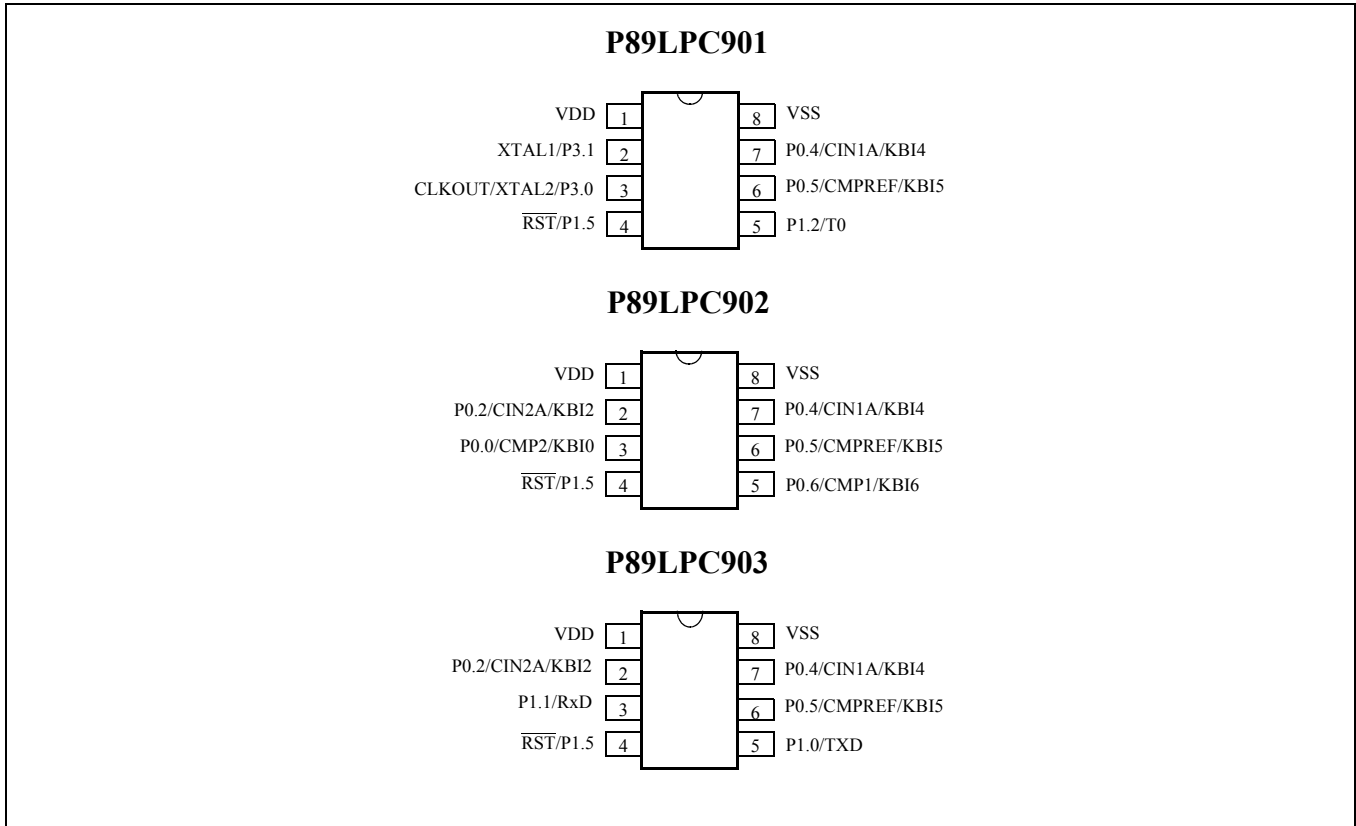 P89LPC901
VDD 1 8 VSS
XTAL1/P3.1 2 7 P0.4/CIN1A/KBI4
CLKOUT/XTAL2/P3.0 3 6 P0.5/CMPREF/KBI5
RST/P1.5 4 5 P1.2/T0
P89LPC902
VDD 1 8 VSS
P0.2/CIN2A/KBI2 2 7 P0.4/CIN1A/KBI4
P0.0/CMP2/KBI0 3 6 P0.5/CMPREF/KBI5
RST/P1.5 4 5 P0.6/CMP1/KBI6
P89LPC903
VDD 1 8 VSS
P0.2/CIN2A/KBI2 2 7 P0.4/CIN1A/KBI4
P1.1/RxD 3 6 P0.5/CMPREF/KBI5
RST/P1.5 4 5 P1.0/TXD